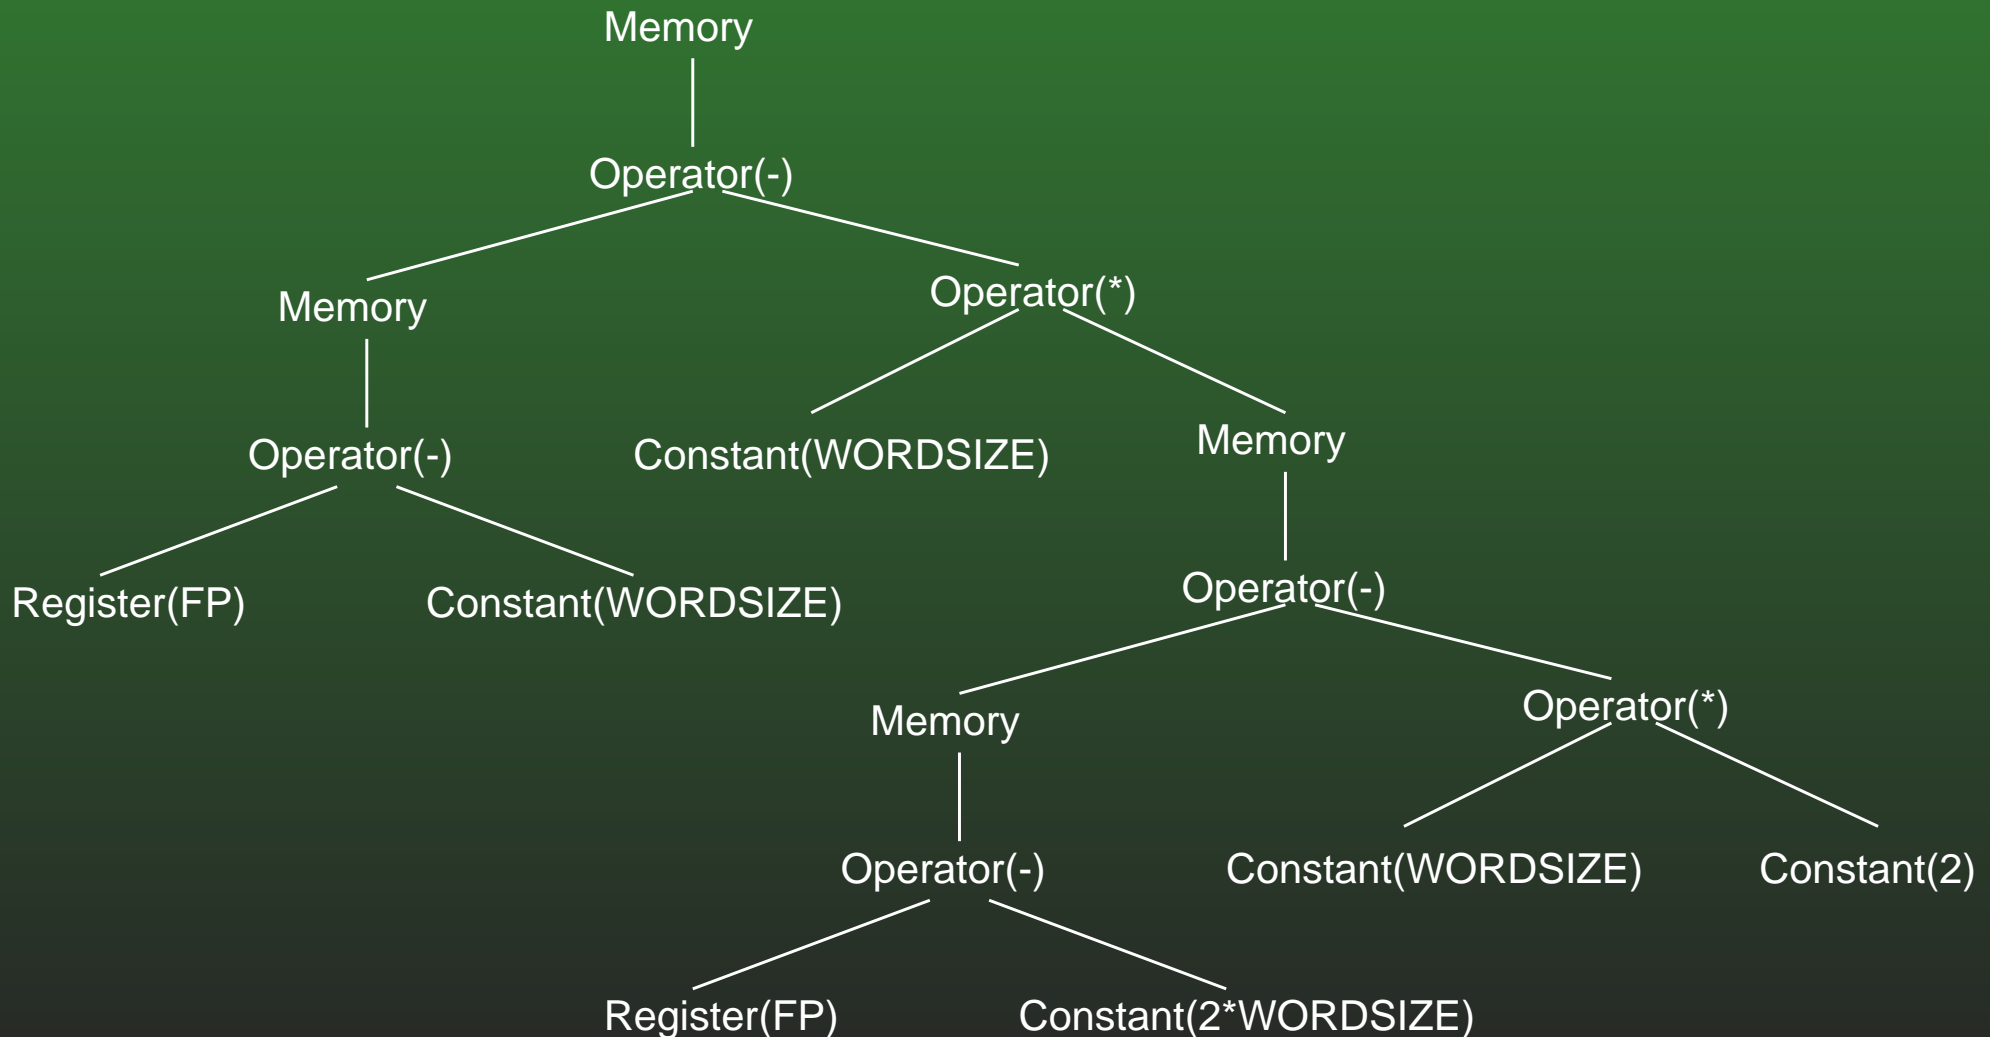 Memory
Operator(-)
Memory
Operator(*)
Operator(-)
Constant(WORDSIZE)
Memory
Register(FP)
Constant(WORDSIZE)
Operator(-)
Memory
Operator(*)
Operator(-)
Constant(WORDSIZE)
Constant(2)
Register(FP)
Constant(2*WORDSIZE)